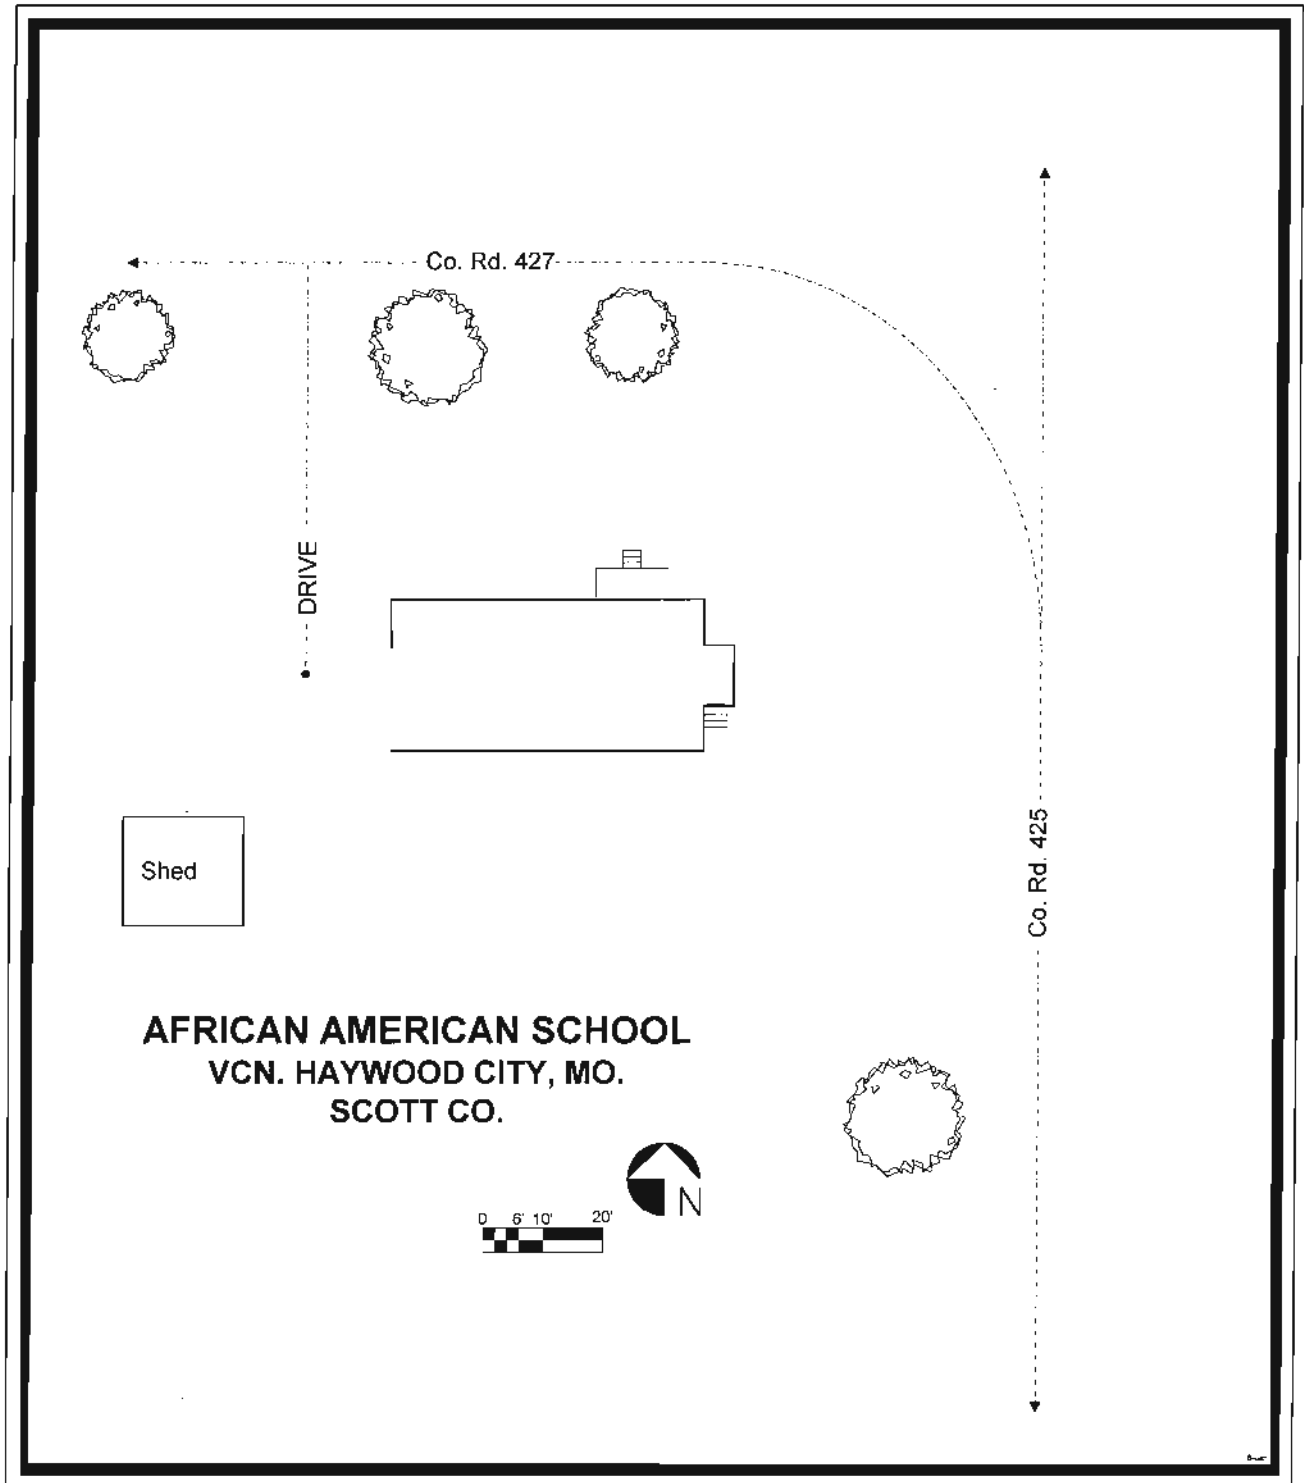 Co. Rd. 427
DRIVE
Co. Rd. 425
Shed
AFRICAN AMERICAN SCHOOL
VCN. HAYWOOD CITY, MO.
SCOTT CO.
N
0 6' 10' 20'